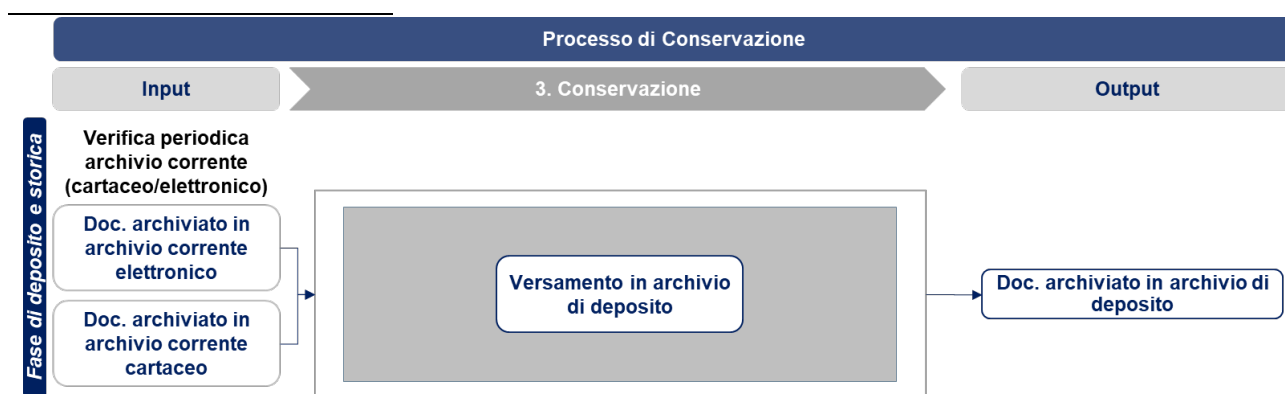 Processo di Conservazione
Input
3. Conservazione
Output
Fase di deposito e storica
Verifica periodica
archivio corrente
(cartaceo/elettronico)
Doc. archiviato in
archivio corrente
elettronico
Doc. archiviato in
archivio corrente
cartaceo
Versamento in archivio
di deposito
Doc. archiviato in archivio di
deposito